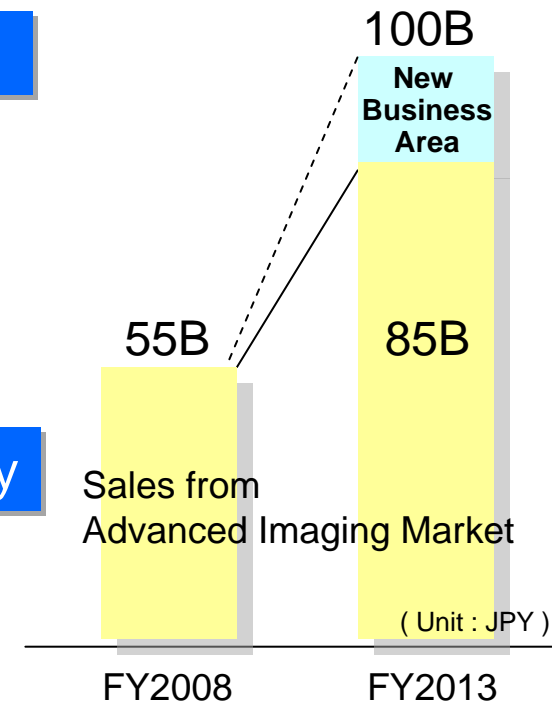 100B
New
Business
Area
55B
85B
y
Sales from
Advanced Imaging Market
( Unit : JPY )
FY2008
FY2013